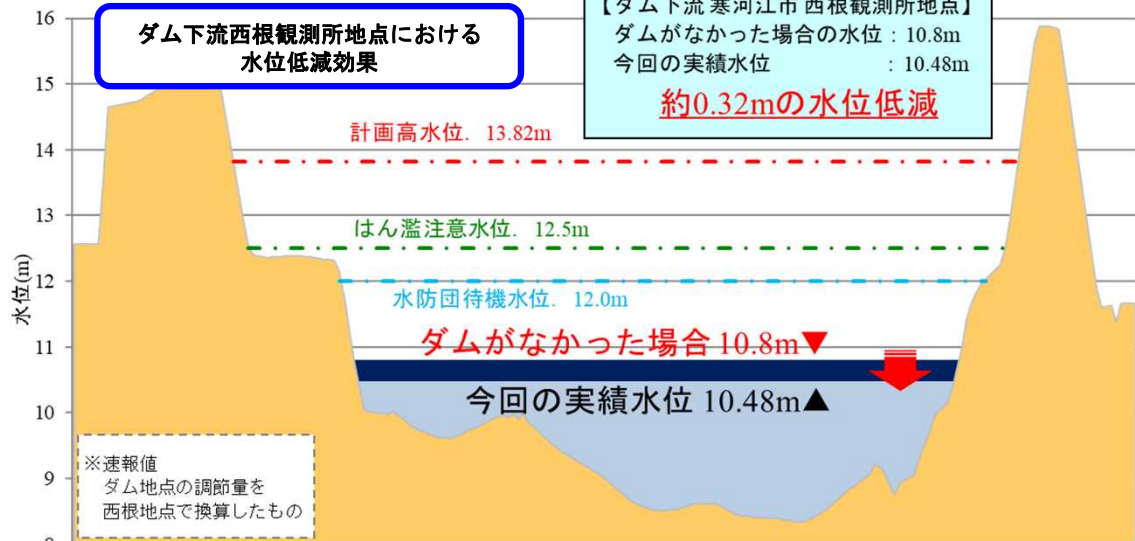 ダム下流西根観測所地点における
水位低減効果
【ダム下流 寒河江市 西根観測所地点】
ダムがなかった場合の水位：10.8m
今回の実績水位　　　　　：10.48m
約0.32mの水位低減
計画高水位. 13.82m
はん濫注意水位. 12.5m
水防団待機水位. 12.0m
ダムがなかった場合 10.8m▼
今回の実績水位 10.48m▲
※速報値
ダム地点の調節量を
西根地点で換算したもの
水位(m)
16
15
14
13
12
11
10
9